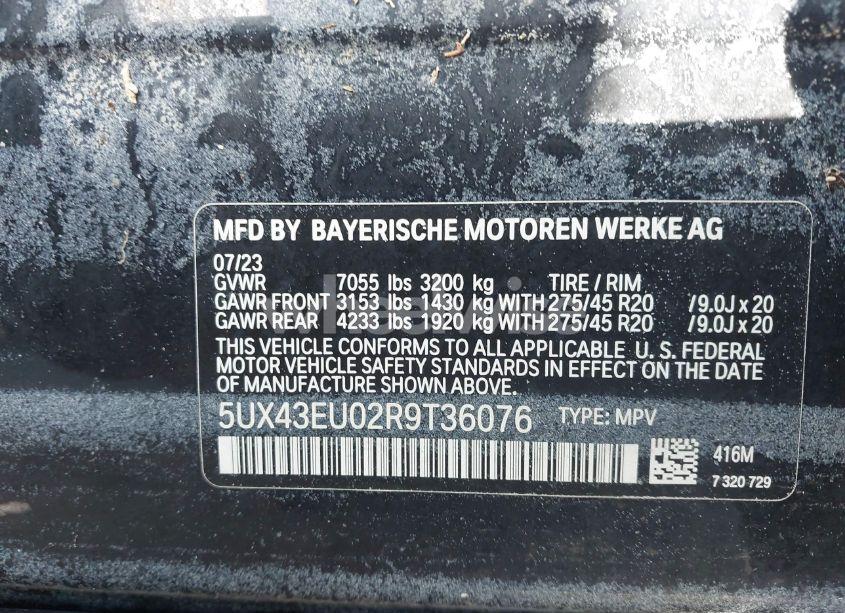 MFD BY BAYERISCHE MOTOREN WERKE AG
07/23
GVWR 7055 lbs 3200 kg TIRE / RIM
GAWR FRONT 3153 lbs 1430 kg WITH 275/45 R20 /9.0J x 20
GAWR REAR 4233 lbs 1920 kg WITH 275/45 R20 /9.0J x 20
THIS VEHICLE CONFORMS TO ALL APPLICABLE U. S. FEDERAL
MOTOR VEHICLE SAFETY STANDARDS IN EFFECT ON THE DATE
OF MANUFACTURE SHOWN ABOVE.
5UX43EU02R9T36076 TYPE: MPV
416M
7 320 729